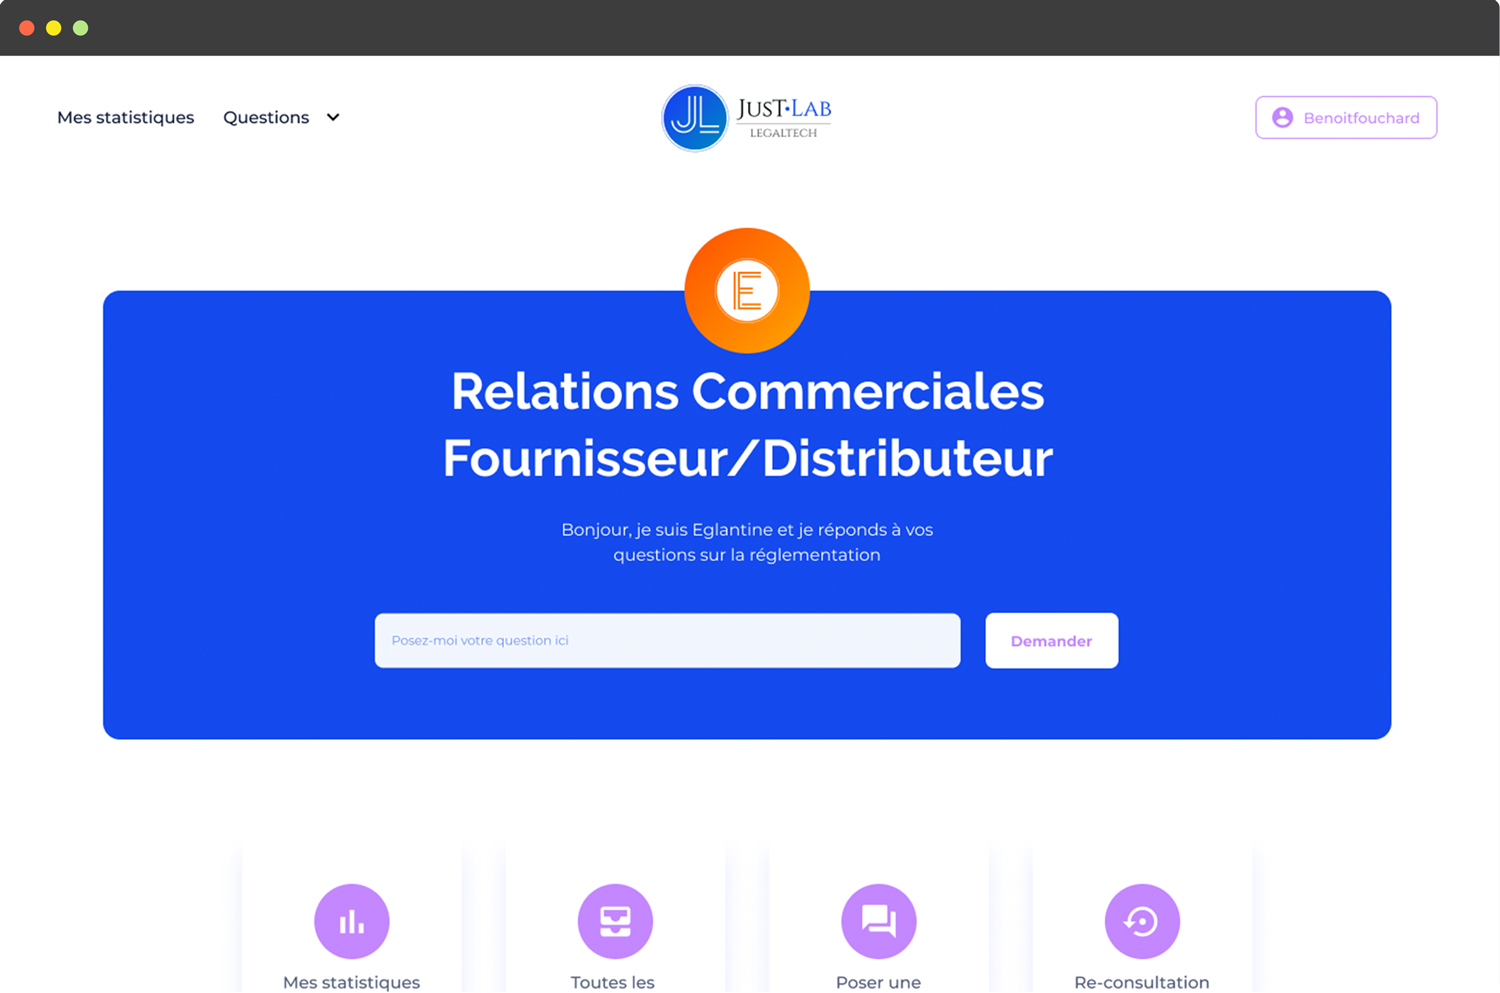 Mes statistiques
Questions
JL
JUST•LAB
LEGALTECH
Benoitfouchard
E
Relations Commerciales
Fournisseur/Distributeur
Bonjour, je suis Eglantine et je réponds à vos
questions sur la réglementation
Posez-moi votre question ici
Demander
Mes statistiques
Toutes les
Poser une
Re-consultation